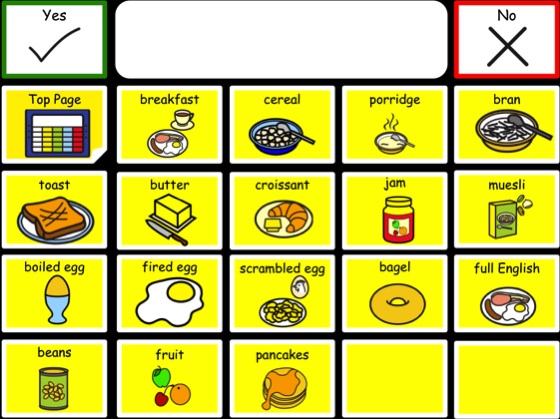 Yes
No
Top Page
breakfast
cereal
porridge
bran
toast
butter
croissant
jam
muesli
boiled egg
fired egg
scrambled egg
bagel
full English
beans
fruit
pancakes